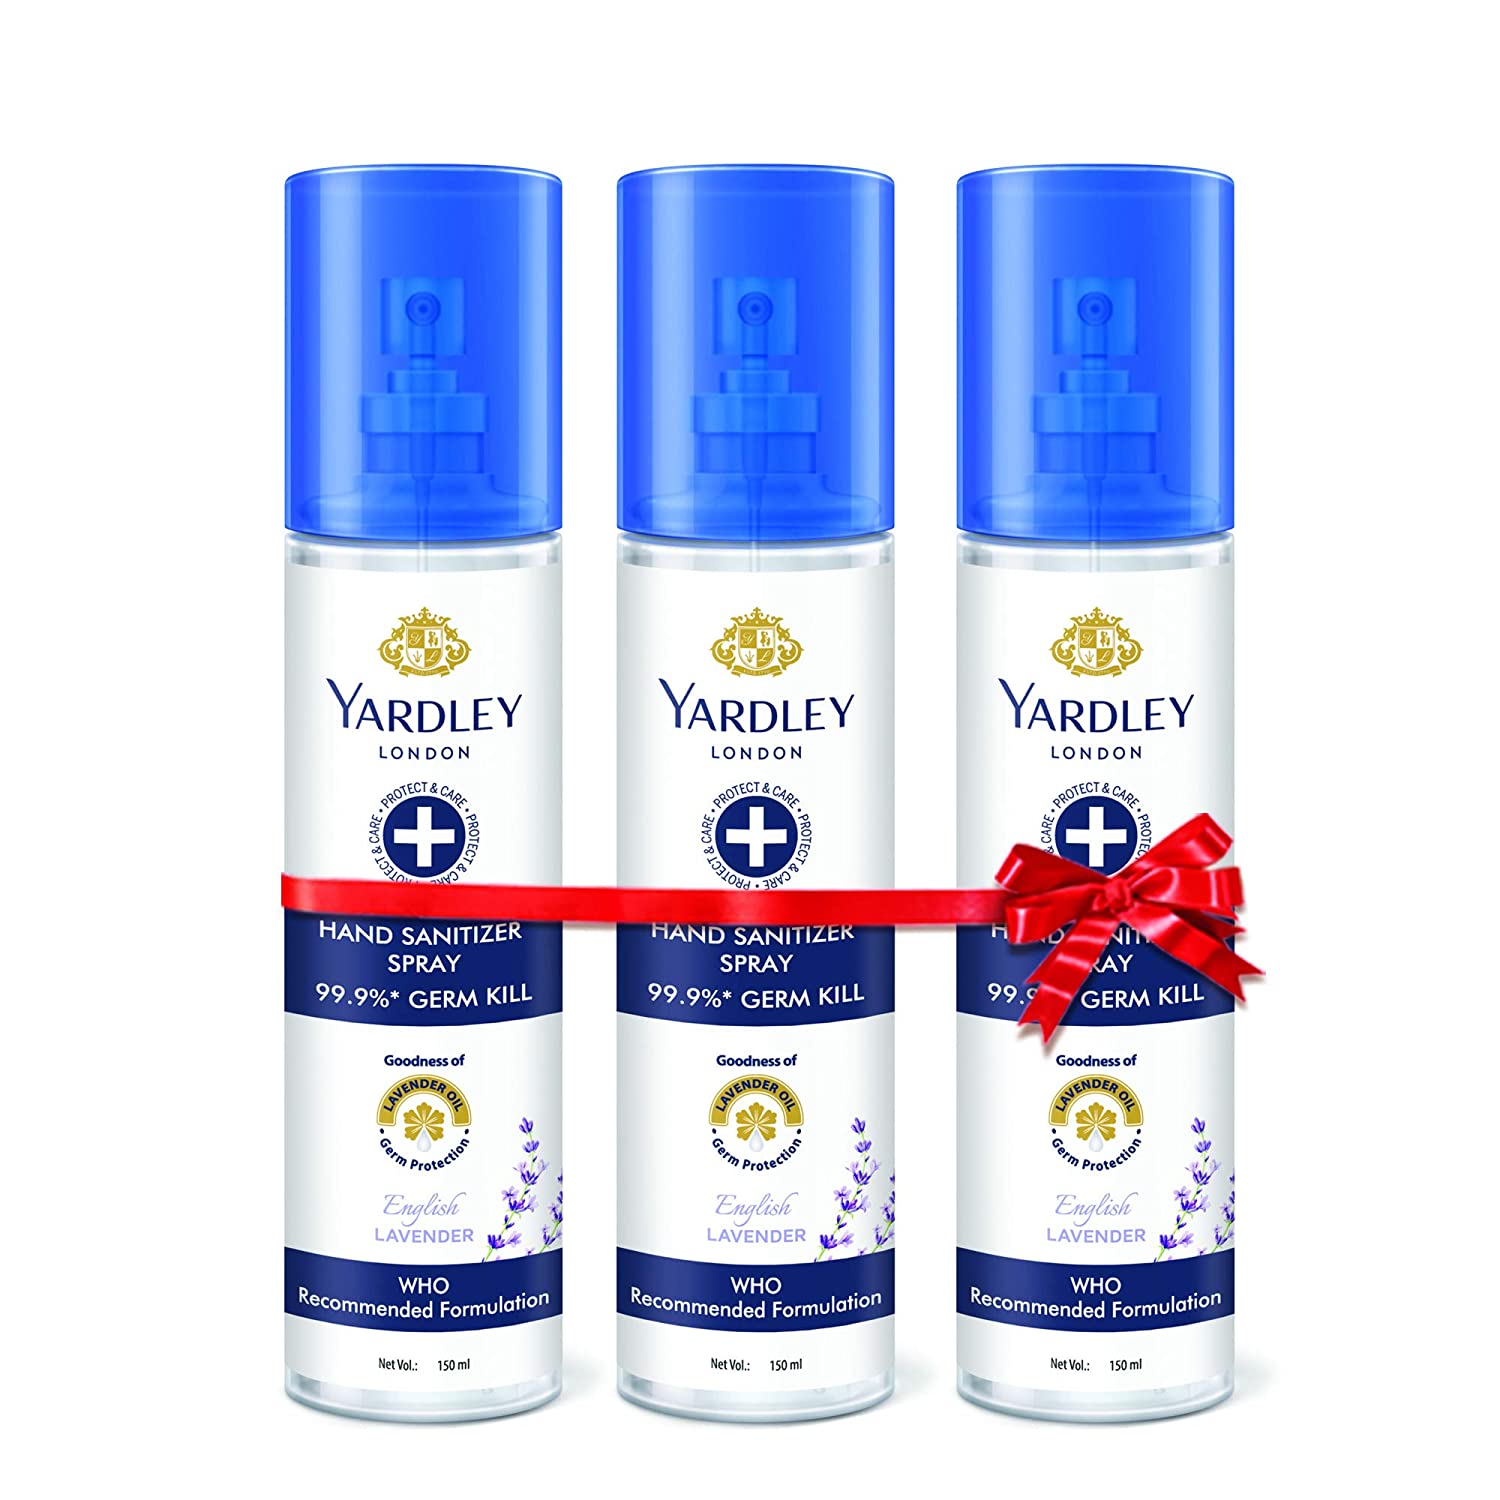 YARDLEY
LONDON
PROTECT & CARE • PROTECT & CARE • PROTECT & CARE
HAND SANITIZER
SPRAY
99.9%* GERM KILL
Goodness of
LAVENDER OIL
• Germ Protection •
English
LAVENDER
WHO
Recommended Formulation
Net Vol.: 150 ml
YARDLEY
LONDON
PROTECT & CARE • PROTECT & CARE • PROTECT & CARE
HAND SANITIZER
SPRAY
99.9%* GERM KILL
Goodness of
LAVENDER OIL
• Germ Protection •
English
LAVENDER
WHO
Recommended Formulation
Net Vol.: 150 ml
YARDLEY
LONDON
PROTECT & CARE
& CARE
GERM KILL
Goodness of
LAVENDER OIL
• Germ Protection •
English
LAVENDER
WHO
Recommended Formulation
Net Vol.: 150 ml